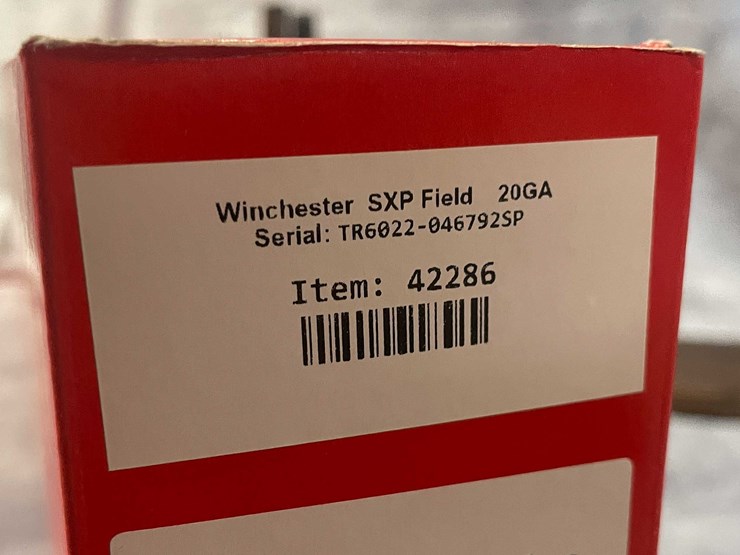 Winchester SXP Field 20GA
Serial: TR6022-046792SP
Item: 42286